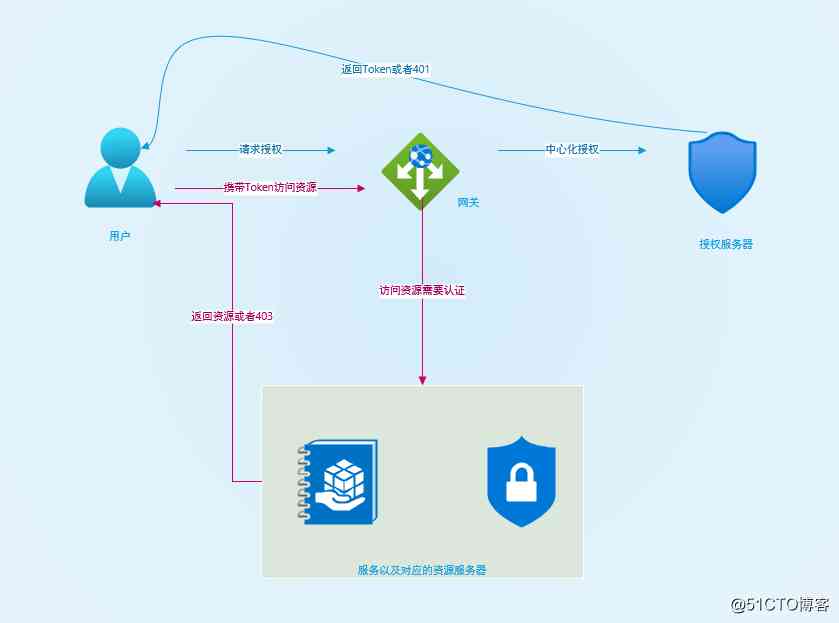 返回Token或者401
请求授权
中心化授权
携带Token访问资源
网关
用户
授权服务器
访问资源需要认证
返回资源或者403
服务以及对应的资源服务器
@51CTO博客